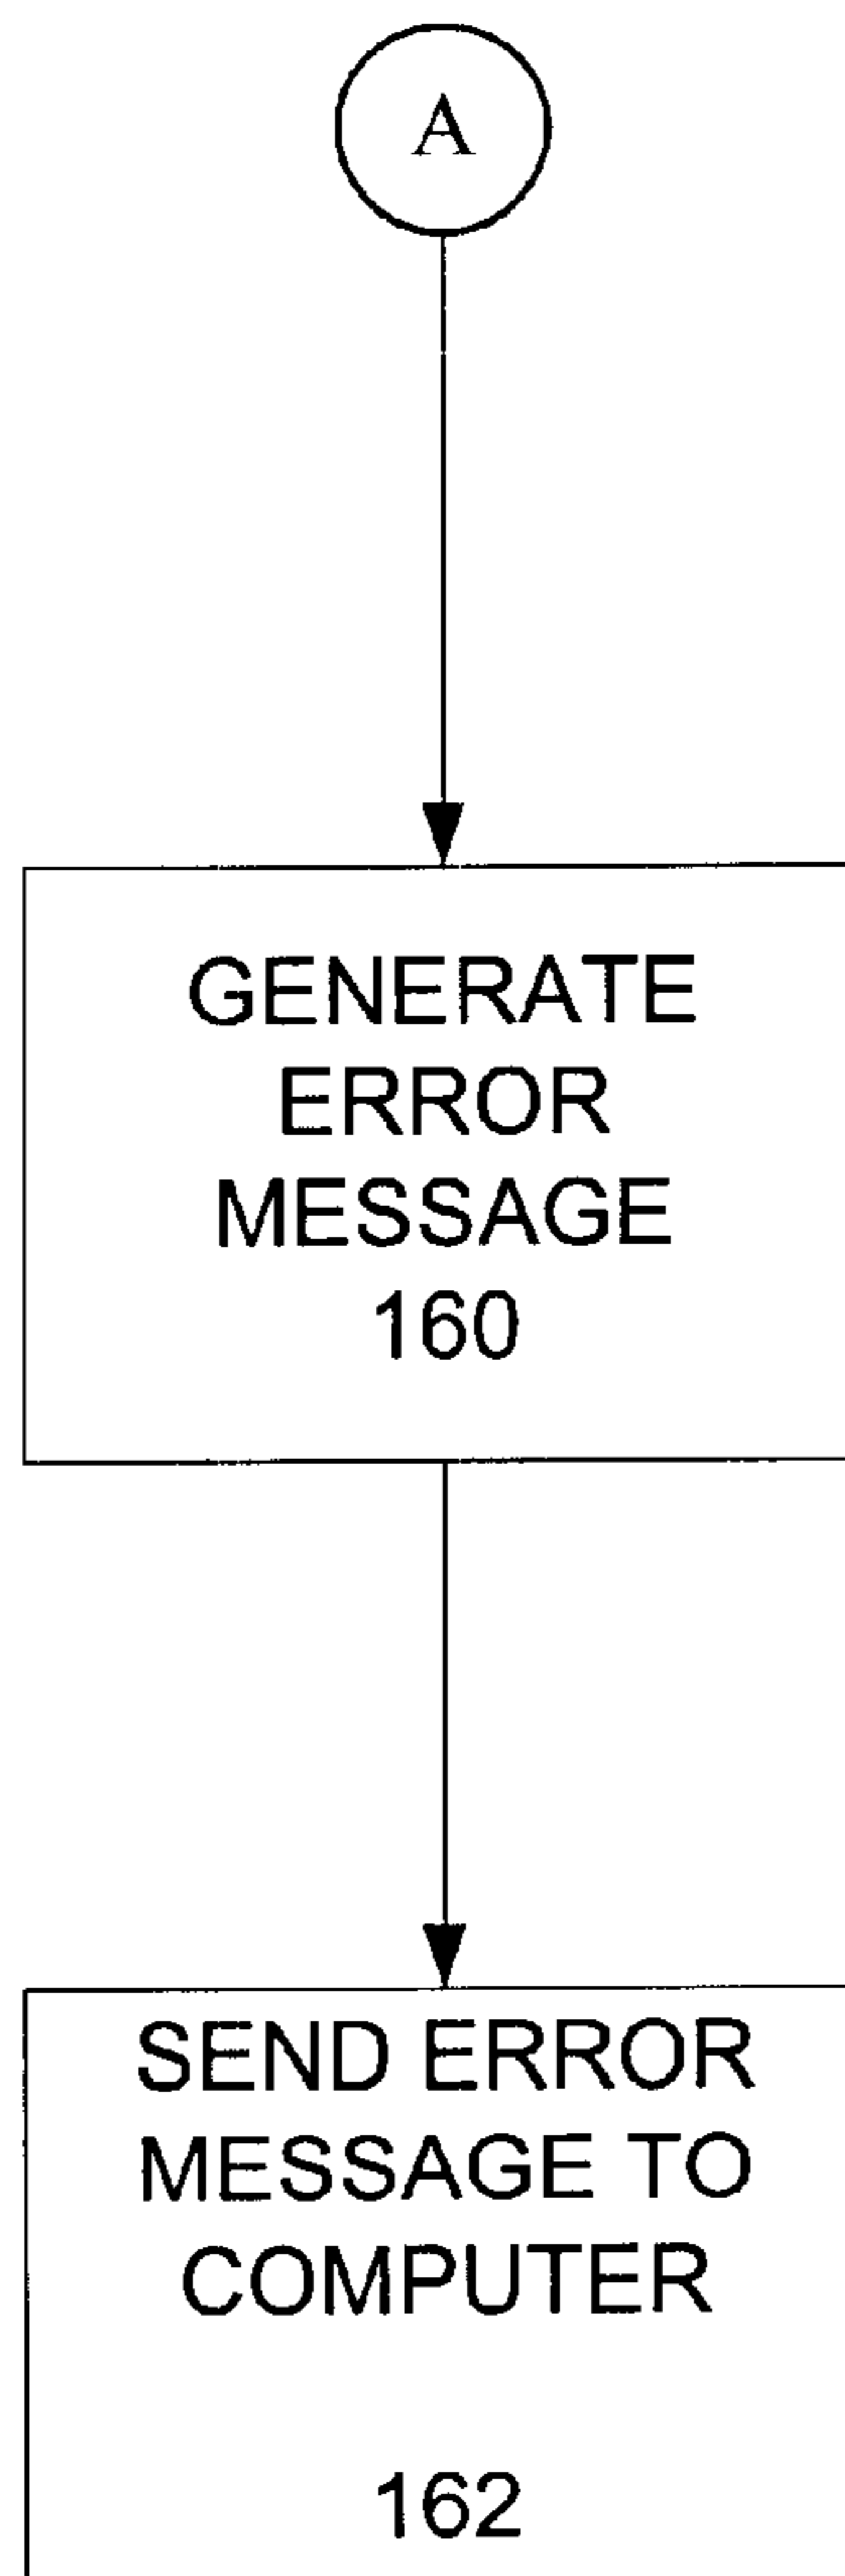 A
GENERATE
ERROR
MESSAGE
160
SEND ERROR
MESSAGE TO
COMPUTER
162